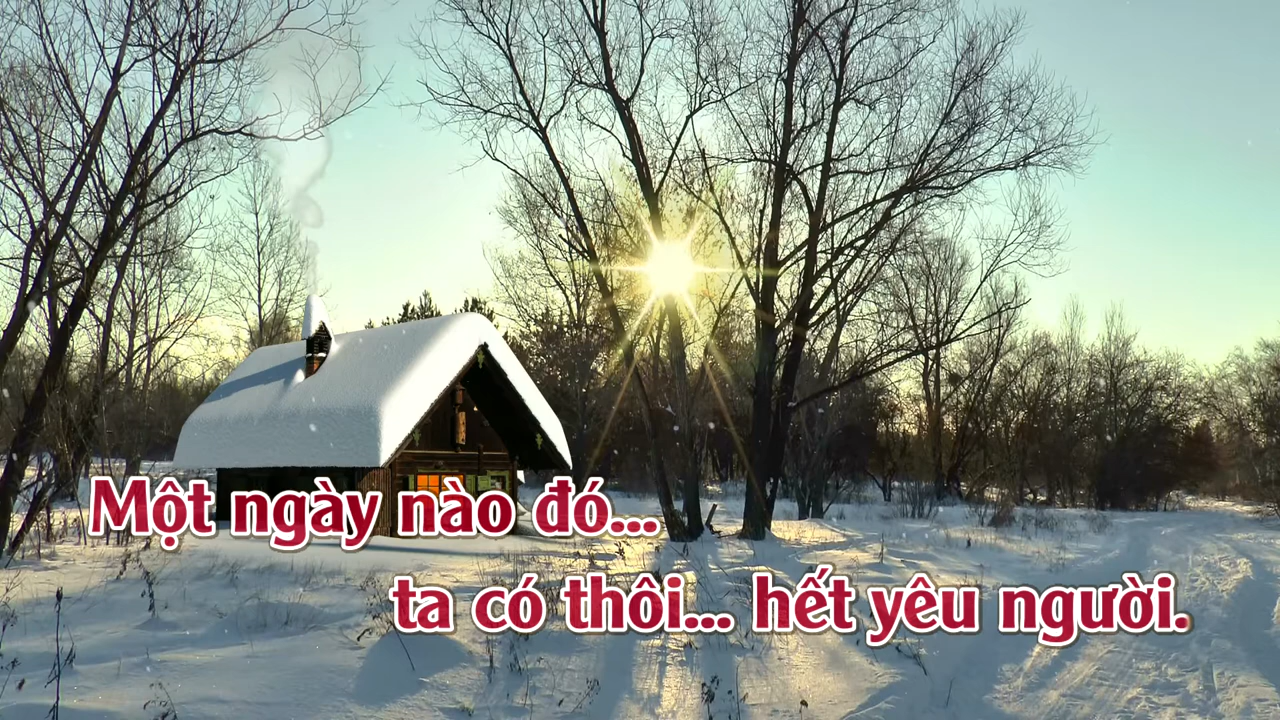 Một ngày nào đó...
ta có thôi... hết yêu người.